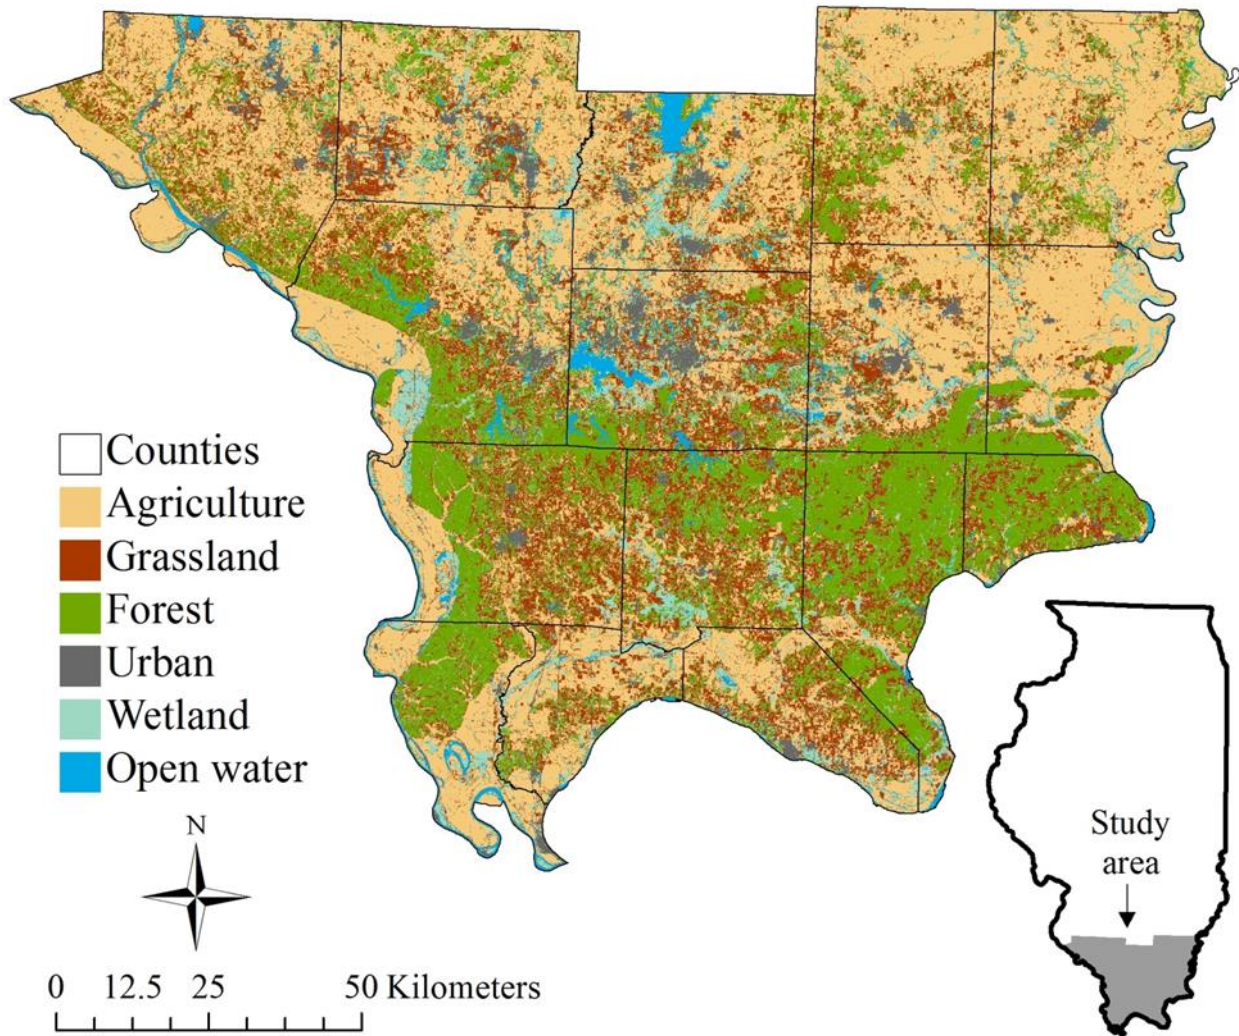 Counties
Agriculture
Grassland
Forest
Urban
Wetland
Open water
N
0 12.5 25 50 Kilometers
Study
area